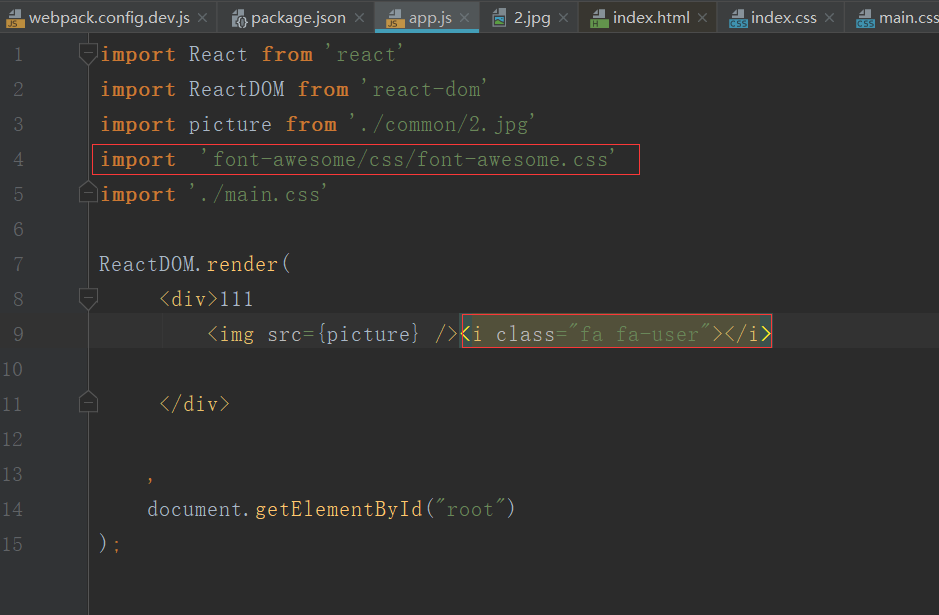 webpack.config.dev.js package.json app.js 2.jpg index.html index.css main.css
1 import React from 'react'
2 import ReactDOM from 'react-dom'
3 import picture from './common/2.jpg'
4 import  'font-awesome/css/font-awesome.css'
5 import './main.css'
6
7 ReactDOM.render(
8     <div>111
9         <img src={picture} /><i class="fa fa-user"></i>
10
11     </div>
12
13    ,
14    document.getElementById("root")
15 );